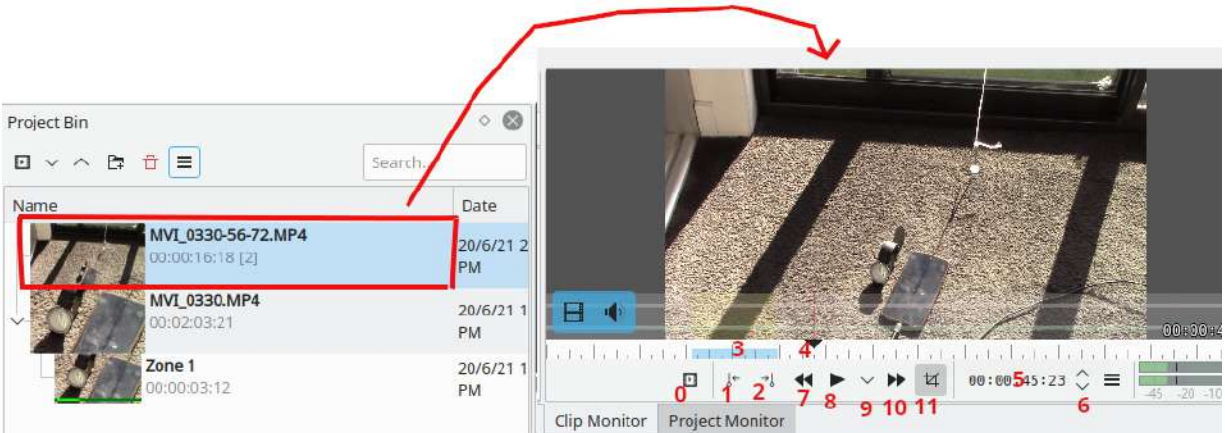 Project Bin
Search...
Name
Date
MVI_0330-56-72.MP4
00:00:16:18 [2]
20/6/21 2
PM
MVI_0330.MP4
00:02:03:21
20/6/21 1
PM
Zone 1
00:00:03:12
20/6/21 1
PM
00:00:4
3
4
0
1
2
7
8
9
10
11
5
6
-45 -20 -10
Clip Monitor
Project Monitor